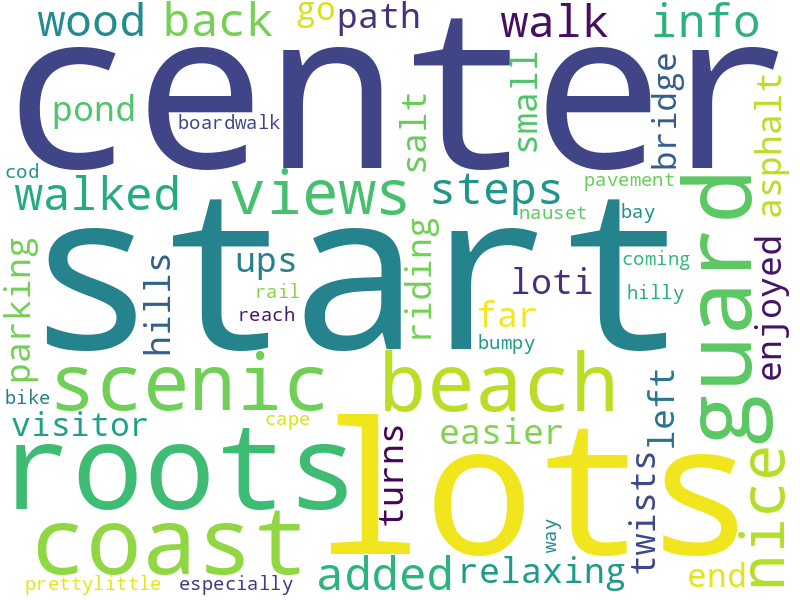 wood back go path walk info
center
pond boardwalk salt small bridge asphalt
cod walked views steps pavement guard
nauset bay
start
parking hills ups riding loti coming enjoyed
rail far hilly
reach bumpy
scenic beach
bike cape left
visitor turns easier
roots lots twists nice
coast way
added relaxing end
prettylittle especially